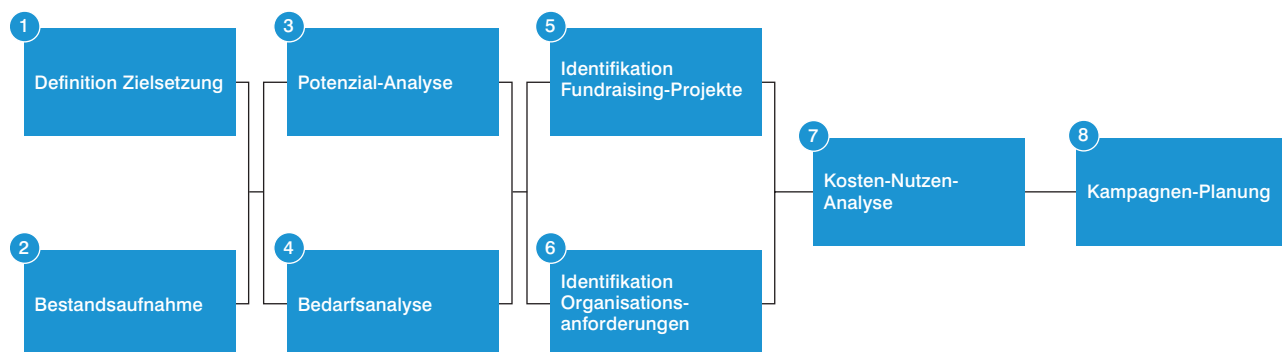 1
Definition Zielsetzung
2
Bestandsaufnahme
3
Potenzial-Analyse
4
Bedarfsanalyse
5
Identifikation
Fundraising-Projekte
6
Identifikation
Organisations-
anforderungen
7
Kosten-Nutzen-
Analyse
8
Kampagnen-Planung